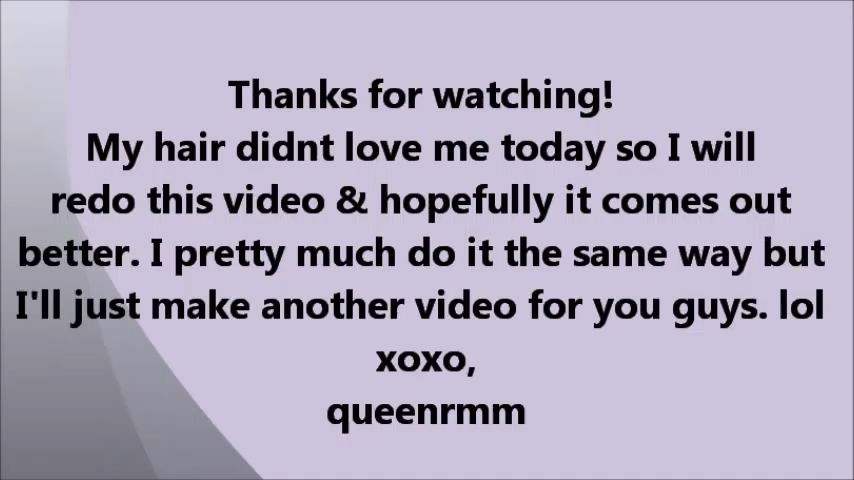 Thanks for watching!
My hair didnt love me today so I will
redo this video & hopefully it comes out
better. I pretty much do it the same way but
I'll just make another video for you guys. lol
xoxo,
queenrmm